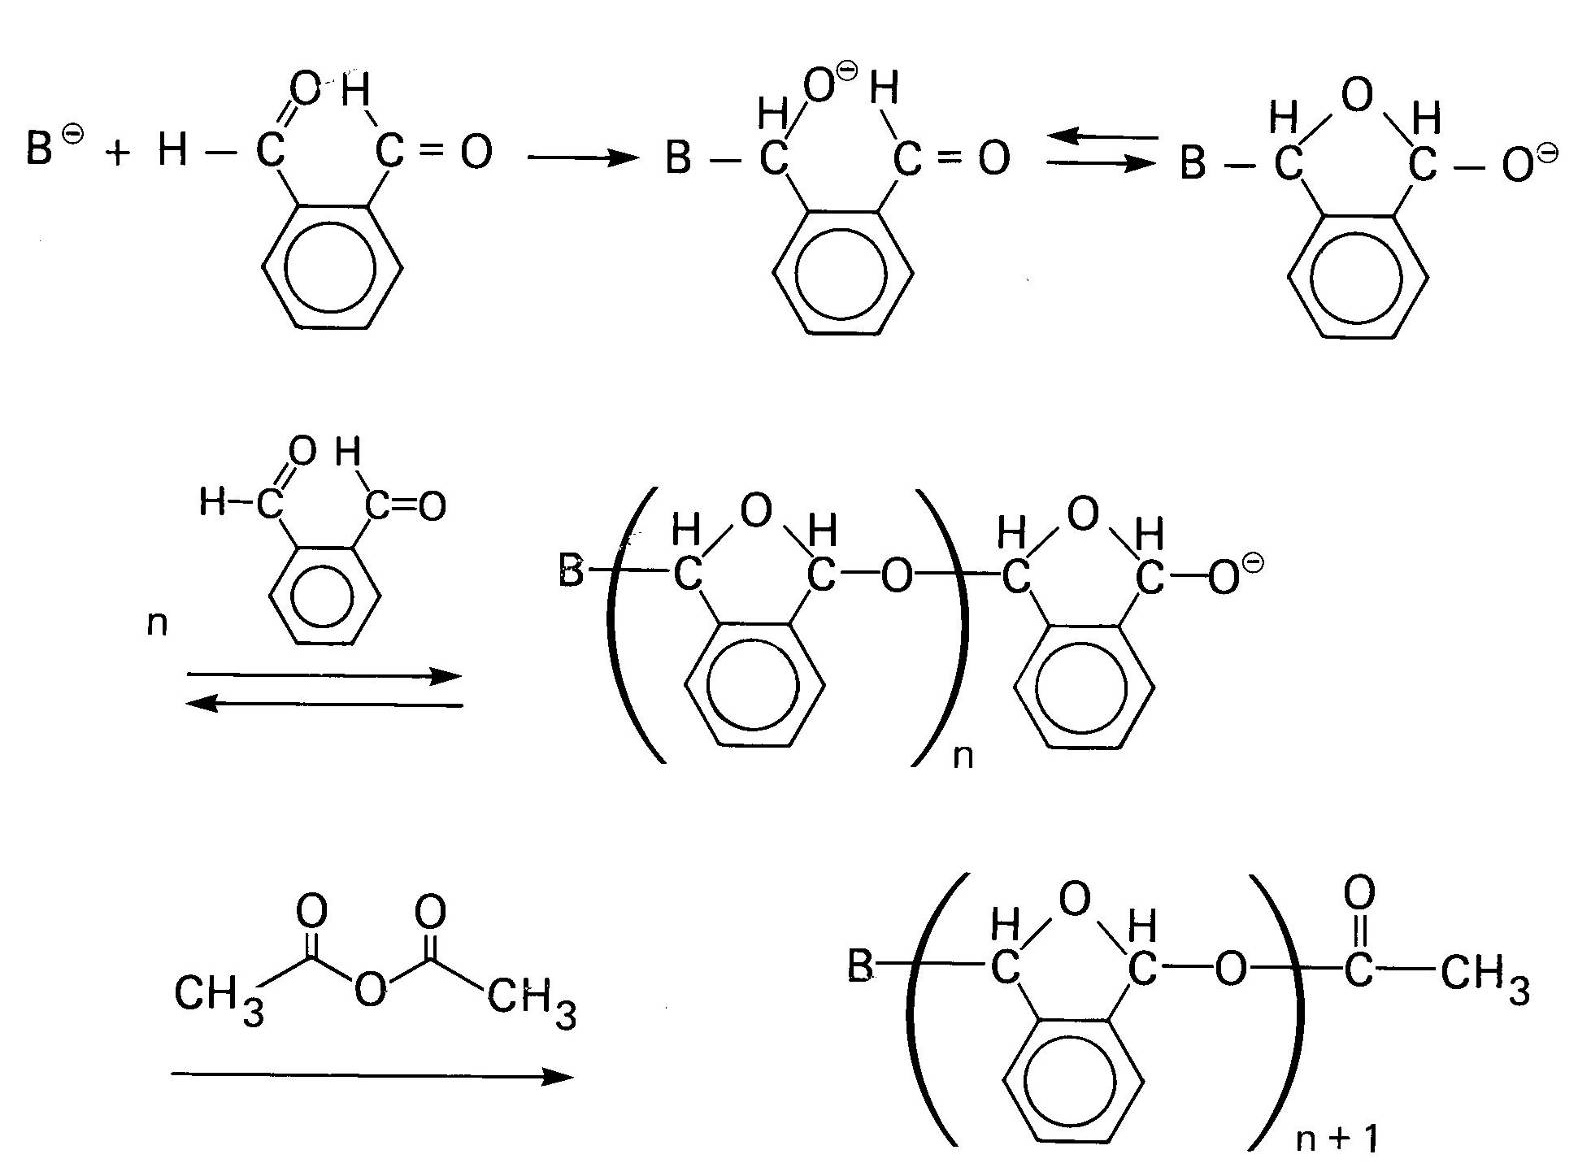 B⊖ + H – C O H C = O B – C H O⊖ H C = O B – C H O H C – O⊖
n H–C O H C=O B–( C H O H C–O– )n C H O H C–O⊖
CH3 O O O CH3 B–( C H O H C–O– )n + 1 C O CH3